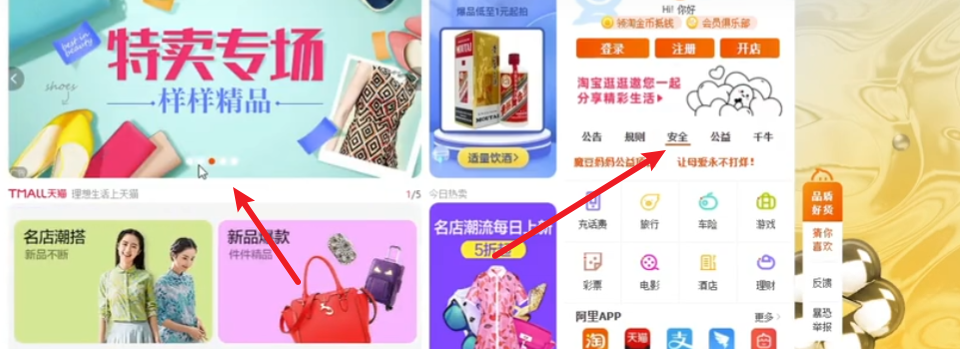 特卖专场
样样精品
best in beauty
shoes
TMALL天猫 理想生活上天猫
1/5
名店潮搭
新品不断
新品爆款
件件精品
爆品低至1元起拍
MOUTAI
适量饮酒
今日热卖
名店潮流每日上新
5折起
Hi! 你好
领淘金币抵钱
会员俱乐部
登录
注册
开店
淘宝逛逛邀您一起
分享精彩生活
公告
规则
安全
公益
千牛
魔豆妈妈公益
让母爱永不打烊!
充话费
旅行
车险
游戏
彩票
电影
酒店
理财
阿里APP
更多
淘
天猫
支
品质
好货
猜你
喜欢
反馈
暴恐
举报